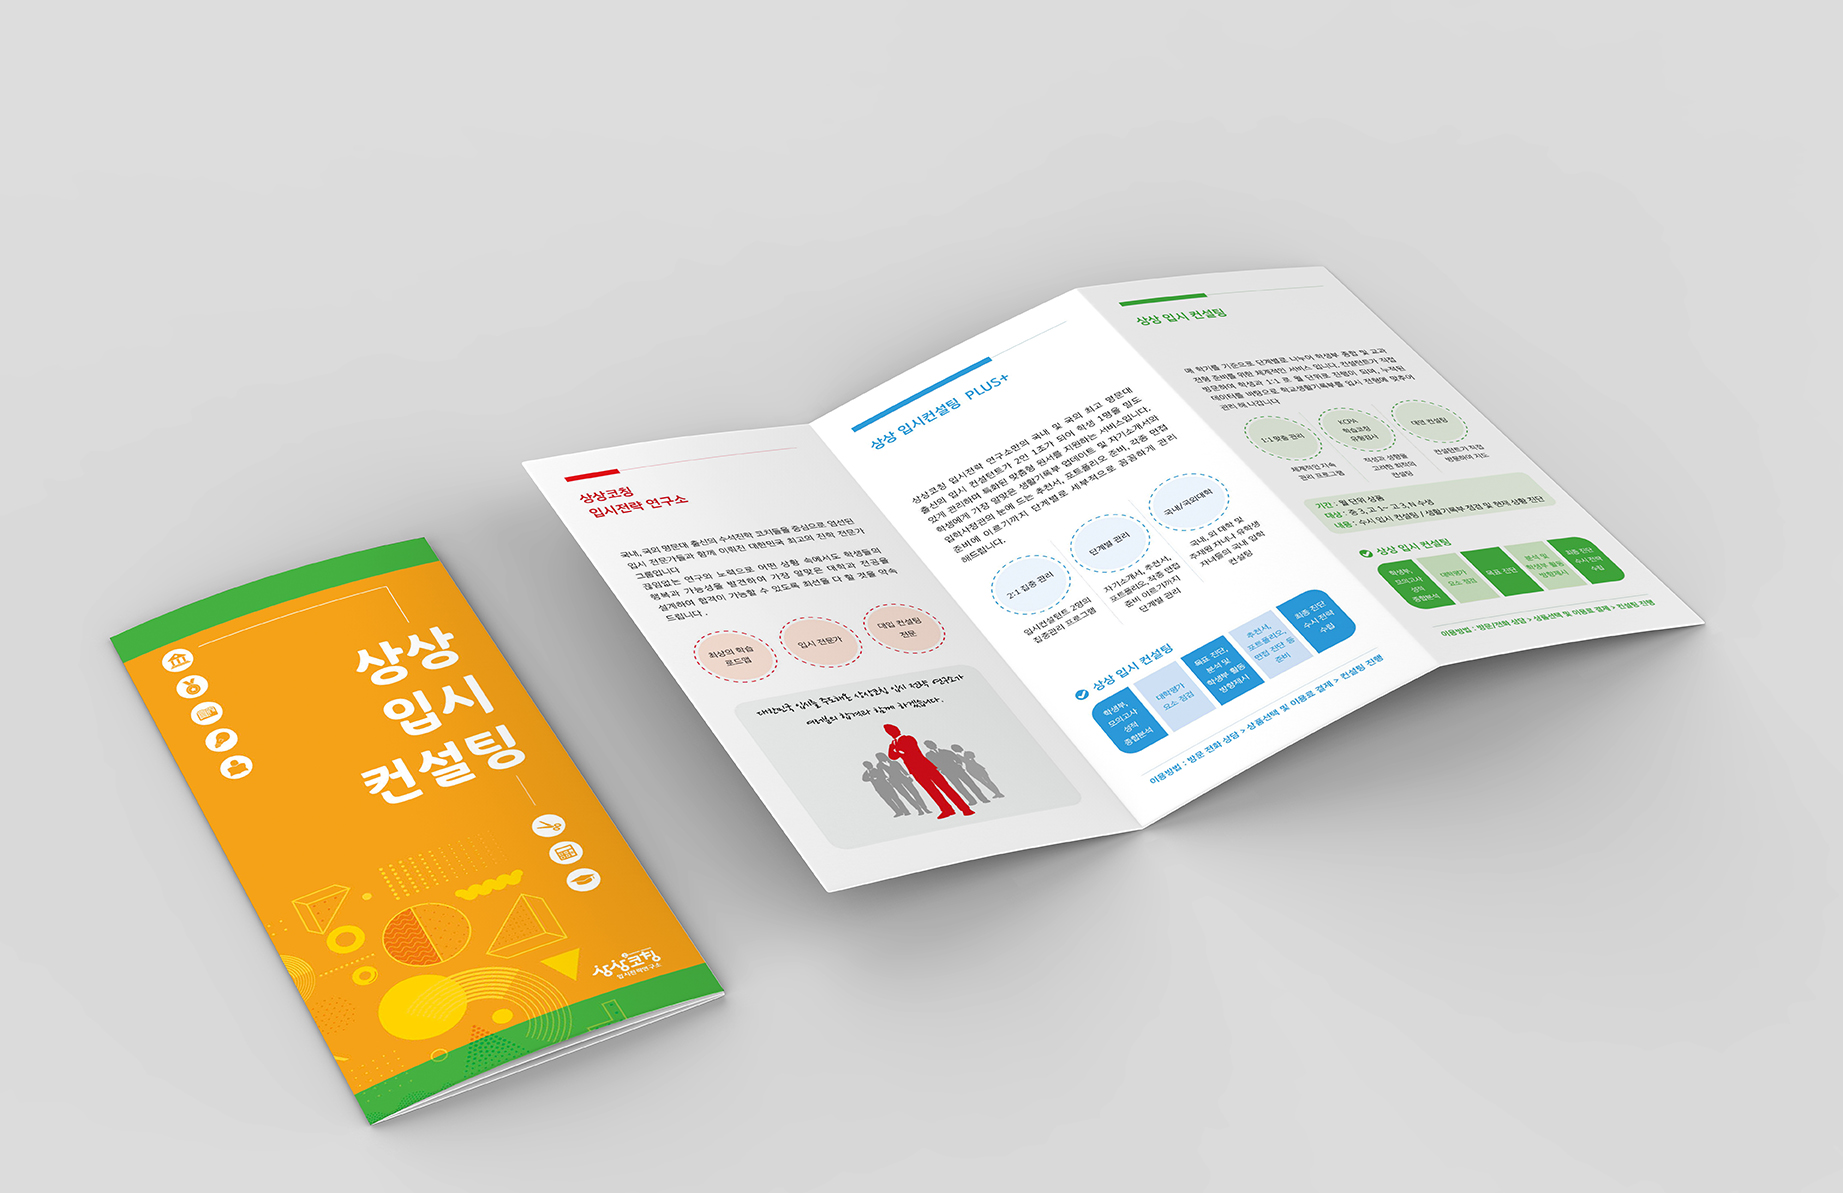 상상
입시
컨설팅
상상코칭
입시전략연구소
상상코칭
입시전략 연구소
국내, 국외 명문대 출신의 수석진학 코치들을 중심으로 엄선된
입시 전문가들과 함께 이뤄진 대한민국 최고의 진학 전문가
그룹입니다
끊임없는 연구와 노력으로 어떤 상황 속에서도 학생들의
행복과 가능성을 발견하여 가장 알맞은 대학과 전공을
설계하여 합격이 가능할 수 있도록 최선을 다 할 것을 약속
드립니다 .
최상의 학습
로드맵
입시 전문가
대입 컨설팅
전문
대한민국 입시를 주도해온 상상코칭 입시 전략 연구소가
여러분의 합격과 함께 하겠습니다.
상상 입시컨설팅 PLUS+
상상코칭 입시전략 연구소만의 국내 및 국외 최고 명문대
출신의 입시 컨설턴트가 2인 1조가 되어 학생 1명을 밀도
있게 관리하며 특화된 맞춤형 원서를 지원하는 서비스입니다.
학생에게 가장 알맞은 생활기록부 업데이트 및 자기소개서와
입학사정관의 눈에 드는 추천서, 포트폴리오 준비, 각종 면접
준비에 이르기까지 단계별로 세부적으로 꼼꼼하게 관리
해드립니다.
2:1 집중 관리
단계별 관리
국내/국외대학
입시컨설턴트 2명의
집중관리 프로그램
자기소개서, 추천서,
포트폴리오, 각종 면접
준비 이르기까지
단계별 관리
국내, 외 대학 및
주재원 자녀나 유학생
자녀들의 국내 입학
컨설팅
상상 입시 컨설팅
학생부,
모의고사
성적
종합분석
대학평가
요소 점검
목표 진단,
분석 및
학생부 활동
방향제시
추천서,
포트폴리오,
면접 진단 등
준비
최종 진단
수시 전략
수립
이용방법 : 방문 전화 상담 > 상품선택 및 이용료 결제 > 컨설팅 진행
상상 입시 컨설팅
매 학기를 기준으로 단계별로 나누어 학생부 종합 및 교과
전형 준비를 위한 체계적인 서비스 입니다. 컨설턴트가 직접
방문하여 학생과 1:1 로 월 단위로 진행이 되며, 누적된
데이터를 바탕으로 학교생활기록부를 입시 전형에 맞추어
관리 해 나갑니다
1:1 맞춤 관리
KCPA
학습코칭
유형검사
대면 컨설팅
체계적인 지속
관리 프로그램
적성과 성향을
고려한 최적의
컨설팅
컨설턴트가 직접
방문하여 지도
기간 : 월 단위 상품
대상 : 중 3, 고 1~ 고 3, N 수생
내용 : 수시 입시 컨설팅 / 생활기록부 점검 및 현재 상황 진단
상상 입시 컨설팅
학생부,
모의고사
성적
종합분석
대학평가
요소 점검
목표 진단
분석 및
학생부 활동
방향제시
최종 진단
수시 전략
수립
이용방법 : 방문/전화 상담 > 상품선택 및 이용료 결제 > 컨설팅 진행